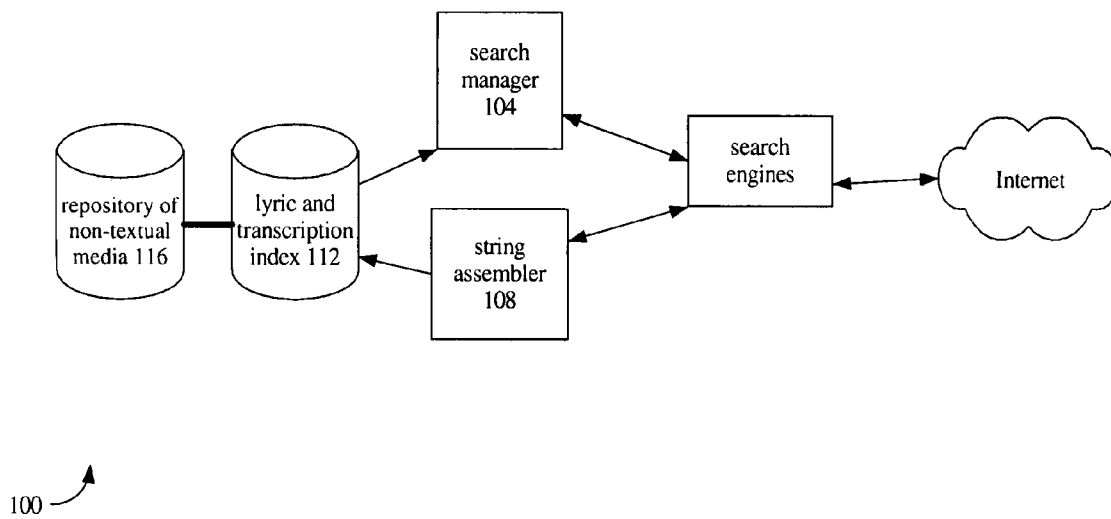 search
manager
104
search
engines
Internet
repository of
non-textual
media 116
lyric and
transcription
index 112
string
assembler
108
100